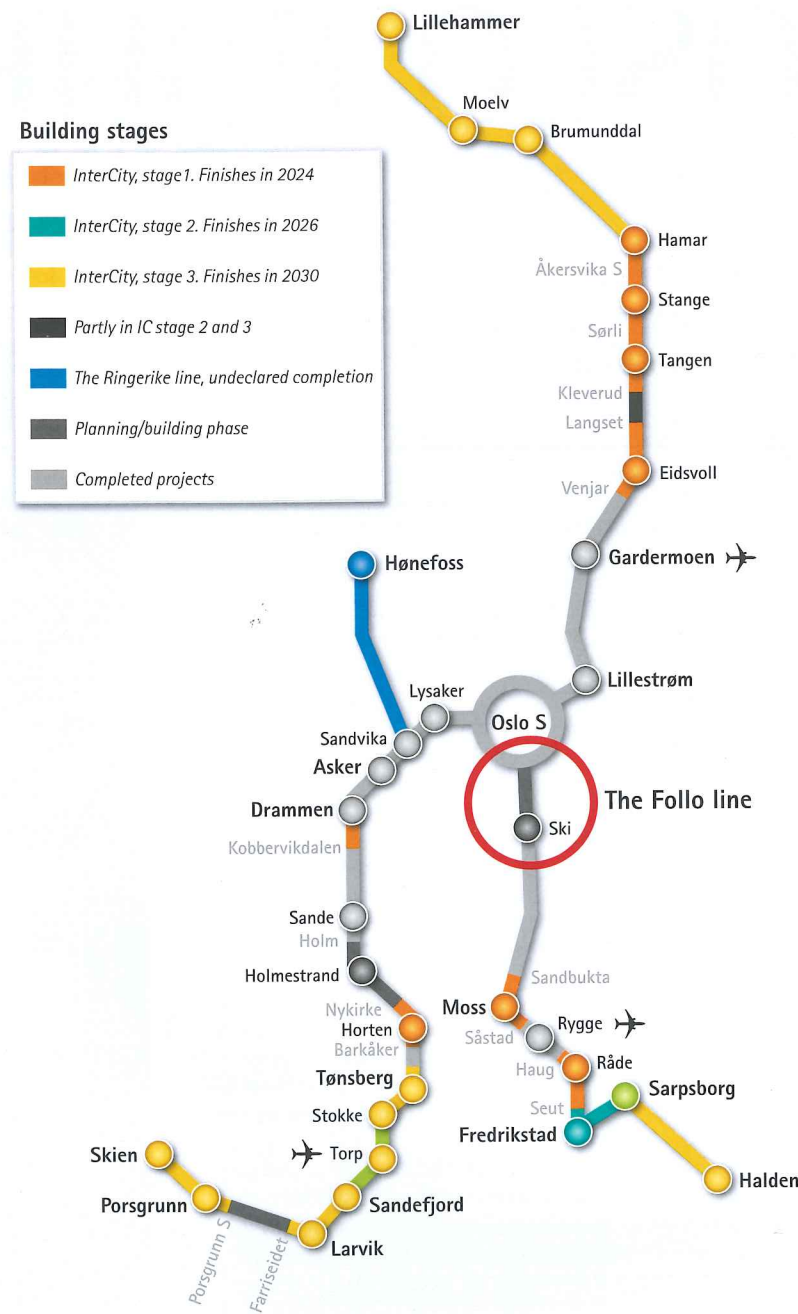 Lillehammer
Moelv
Brumunddal
Building stages
InterCity, stage1. Finishes in 2024
InterCity, stage 2. Finishes in 2026
InterCity, stage 3. Finishes in 2030
Partly in IC stage 2 and 3
The Ringerike line, undeclared completion
Planning/building phase
Completed projects
Hamar
Åkersvika S
Stange
Sørli
Tangen
Kleverud
Langset
Eidsvoll
Venjar
Gardermoen
Hønefoss
Lillestrøm
Lysaker
Oslo S
Sandvika
Asker
Drammen
The Follo line
Ski
Kobbervikdalen
Sande
Holm
Holmestrand
Sandbukta
Moss
Nykirke
Horten
Barkåker
Rygge
Såstad
Haug
Råde
Tønsberg
Sarpsborg
Seut
Stokke
Fredrikstad
Torp
Skien
Halden
Porsgrunn
Sandefjord
Larvik
Porsgrunn S
Farriseidet